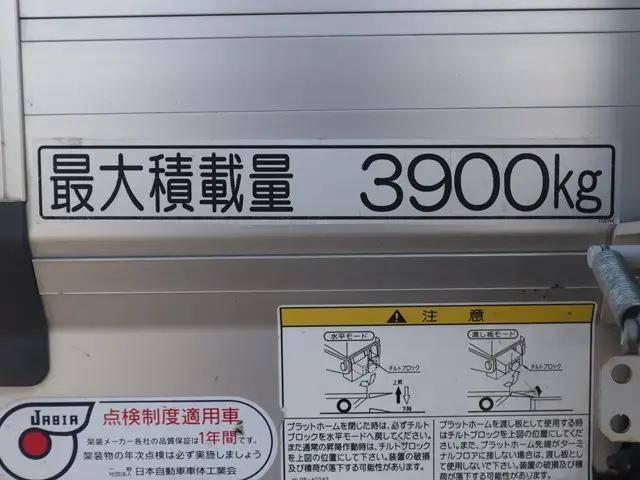 最大積載量 3900kg
⚠ 注意
水平モード
渡し板モード
チルトブロック
チルトブロック
上昇
下降
プラットホームを閉じた時は、必ずチルト
ブロックを水平モードへ戻してください。
また通常の昇降作動時は、チルトブロック
を上図の位置にしてください。装置の破損
及び積荷が落下する可能性があります。
プラットホームを渡し板として使用する時
はチルトブロックを上図の位置にしてくだ
さい。また、プラットホーム先端がターミ
ナルフロアに接しない場合は、渡し板とし
て使用しないで下さい。装置の破損及び積
荷が落下する可能性があります。
JABIA
点検制度適用車
架装メーカー各社の品質保証は1年間です。
架装物の年次点検は必ず実施しましょう
一般社団法人 日本自動車車体工業会